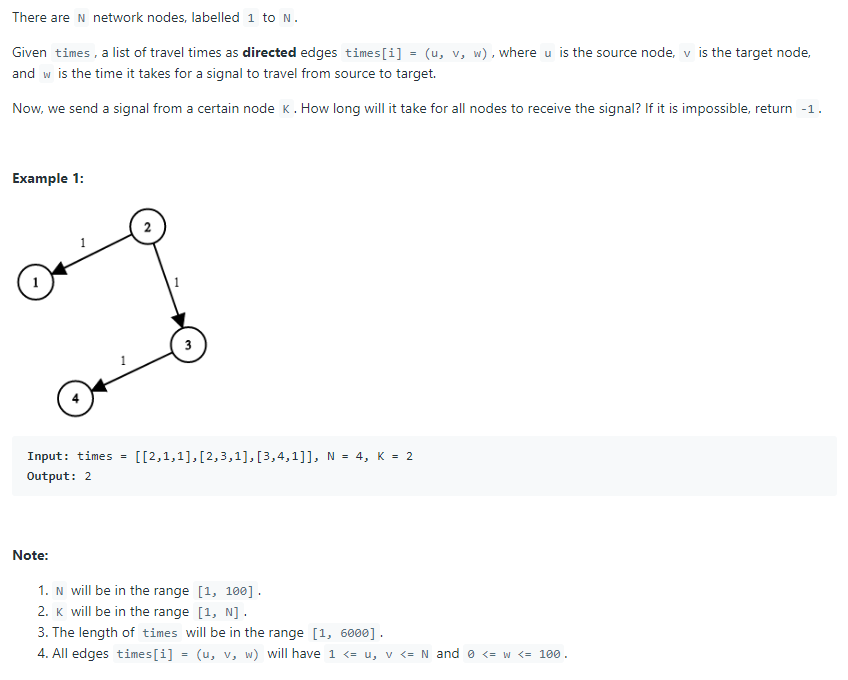 There are N network nodes, labelled 1 to N.
Given times, a list of travel times as directed edges times[i] = (u, v, w), where u is the source node, v is the target node,
and w is the time it takes for a signal to travel from source to target.
Now, we send a signal from a certain node K. How long will it take for all nodes to receive the signal? If it is impossible, return -1.
Example 1:
2
1
1
1
3
1
4
Input: times = [[2,1,1],[2,3,1],[3,4,1]], N = 4, K = 2
Output: 2
Note:
1. N will be in the range [1, 100].
2. K will be in the range [1, N].
3. The length of times will be in the range [1, 6000].
4. All edges times[i] = (u, v, w) will have 1 <= u, v <= N and 0 <= w <= 100.